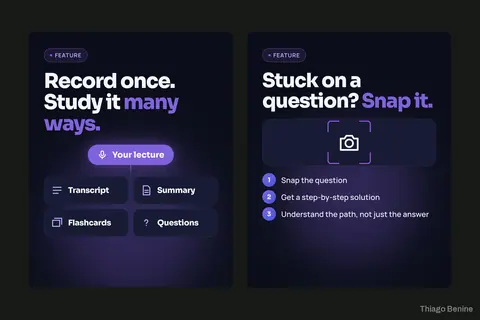 FEATURE
Record once.
Study it many
ways.
Your lecture
Transcript
Summary
Flashcards
? Questions
FEATURE
Stuck on a
question? Snap it.
1 Snap the question
2 Get a step-by-step solution
3 Understand the path, not just the answer
Thiago Benine